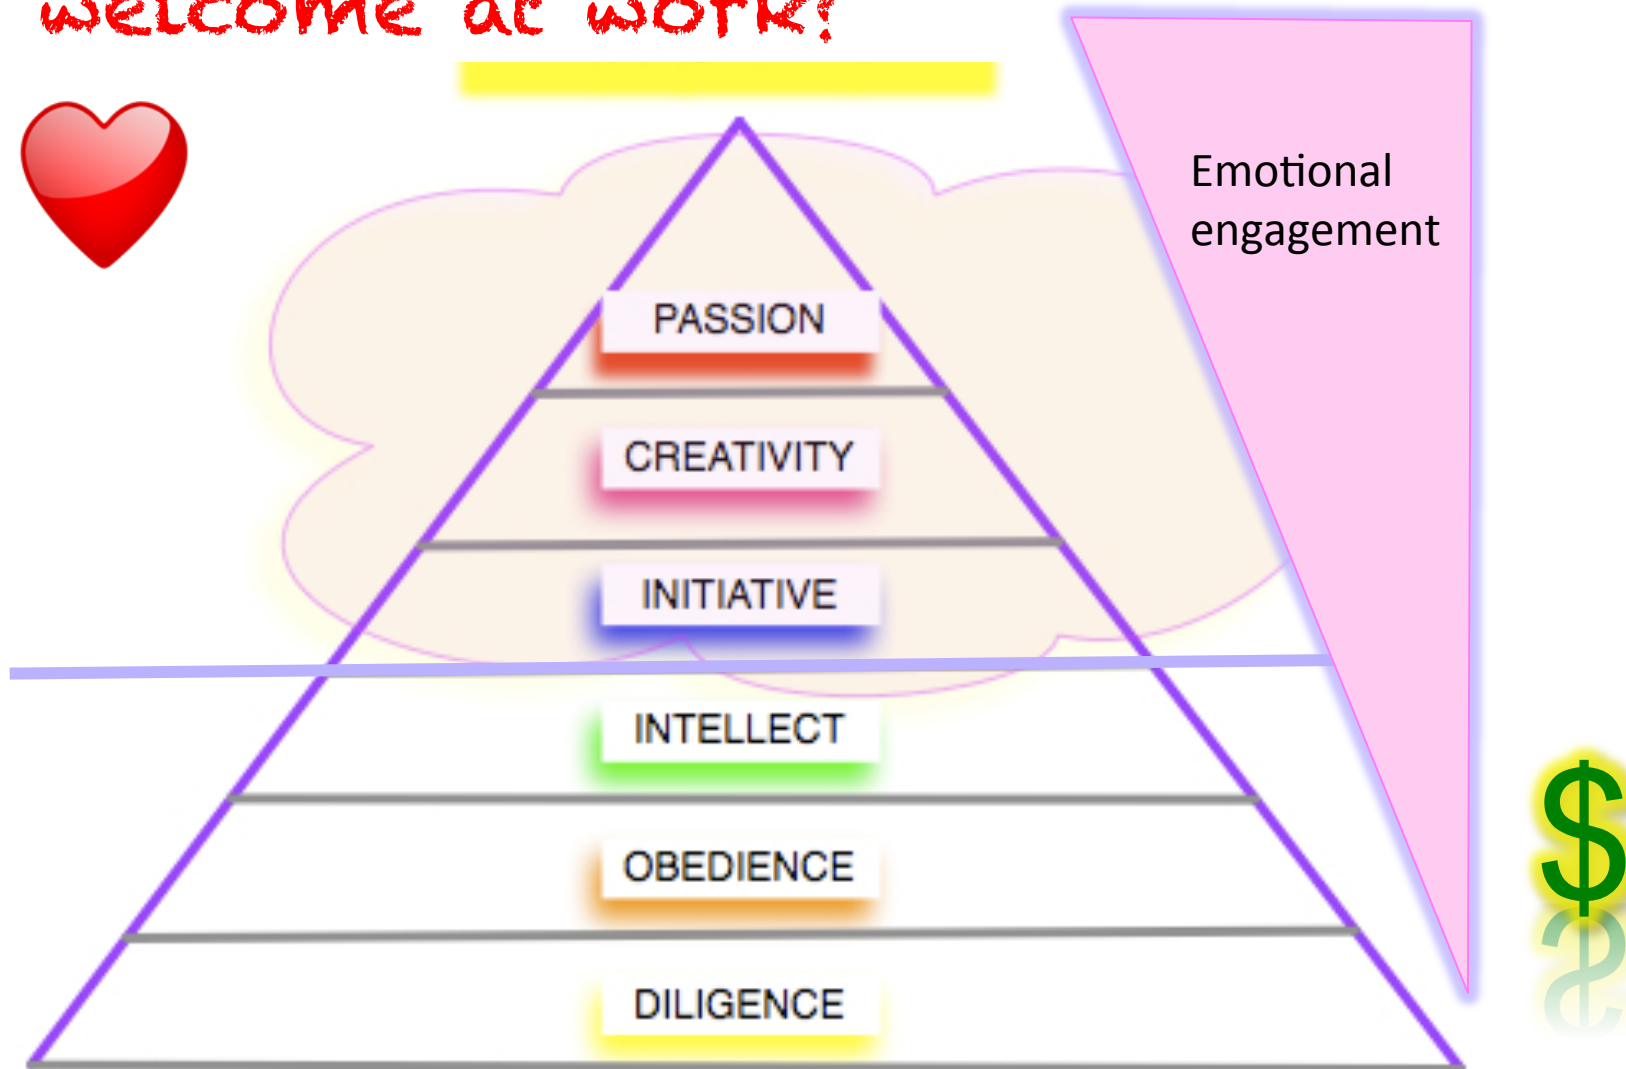 welcome at work!
Emotional
engagement
PASSION
CREATIVITY
INITIATIVE
INTELLECT
OBEDIENCE
DILIGENCE
$